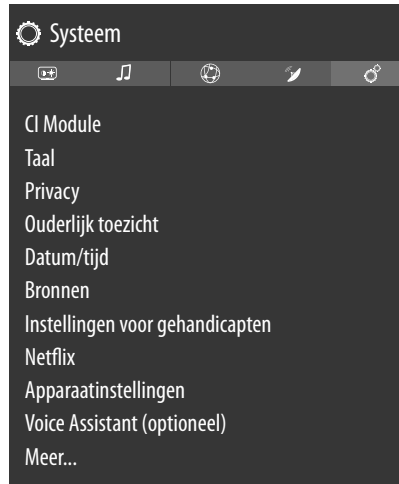 Systeem
CI Module
Taal
Privacy
Ouderlijk toezicht
Datum/tijd
Bronnen
Instellingen voor gehandicapten
Netflix
Apparaatinstellingen
Voice Assistant (optioneel)
Meer...